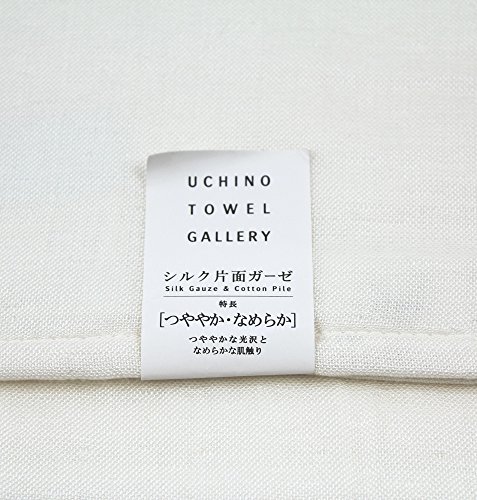 UCHINO
TOWEL
GALLERY
シルク片面ガーゼ
Silk Gauze & Cotton Pile
特長
[つややか・なめらか]
つややかな光沢と
なめらかな肌触り